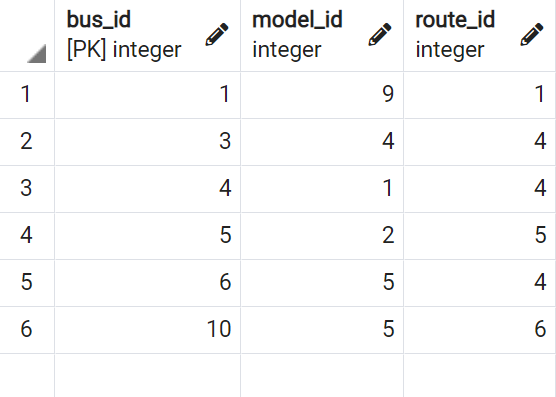 bus_id model_id route_id
[PK] integer integer integer
1 1 9 1
2 3 4 4
3 4 1 4
4 5 2 5
5 6 5 4
6 10 5 6